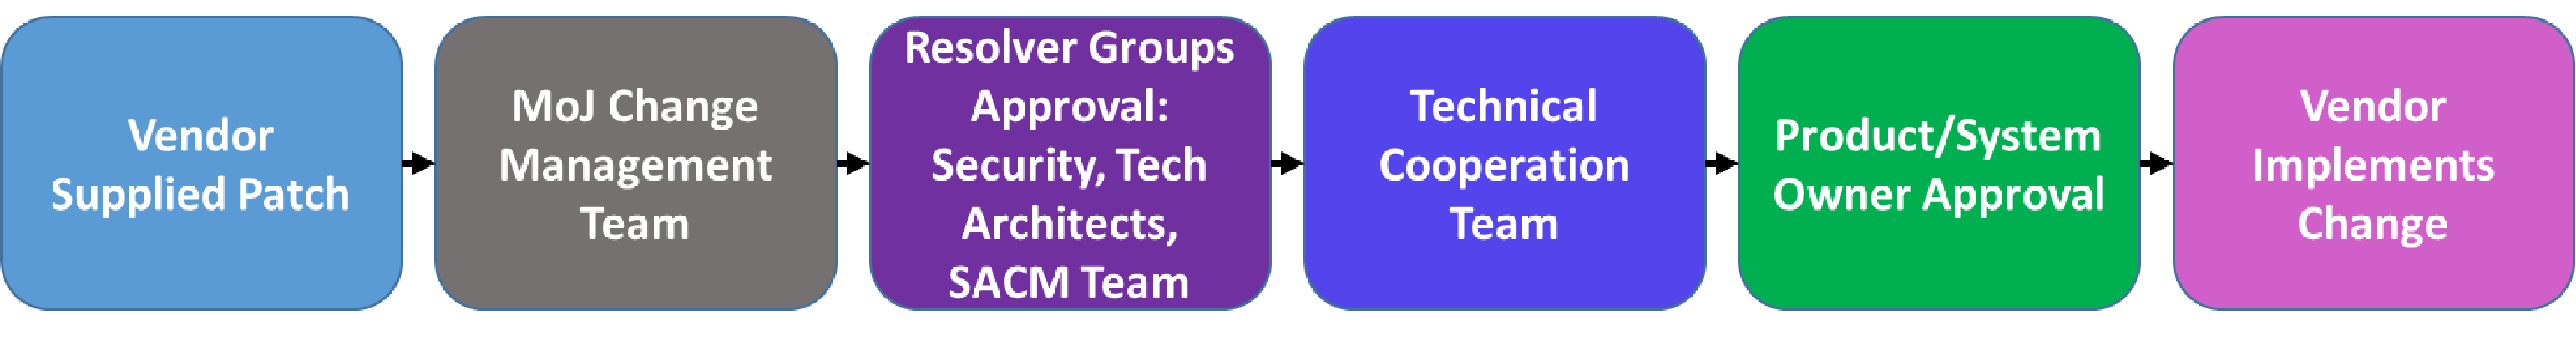 Vendor
Supplied Patch
MoJ Change
Management
Team
Resolver Groups
Approval:
Security, Tech
Architects,
SACM Team
Technical
Cooperation
Team
Product/System
Owner Approval
Vendor
Implements
Change